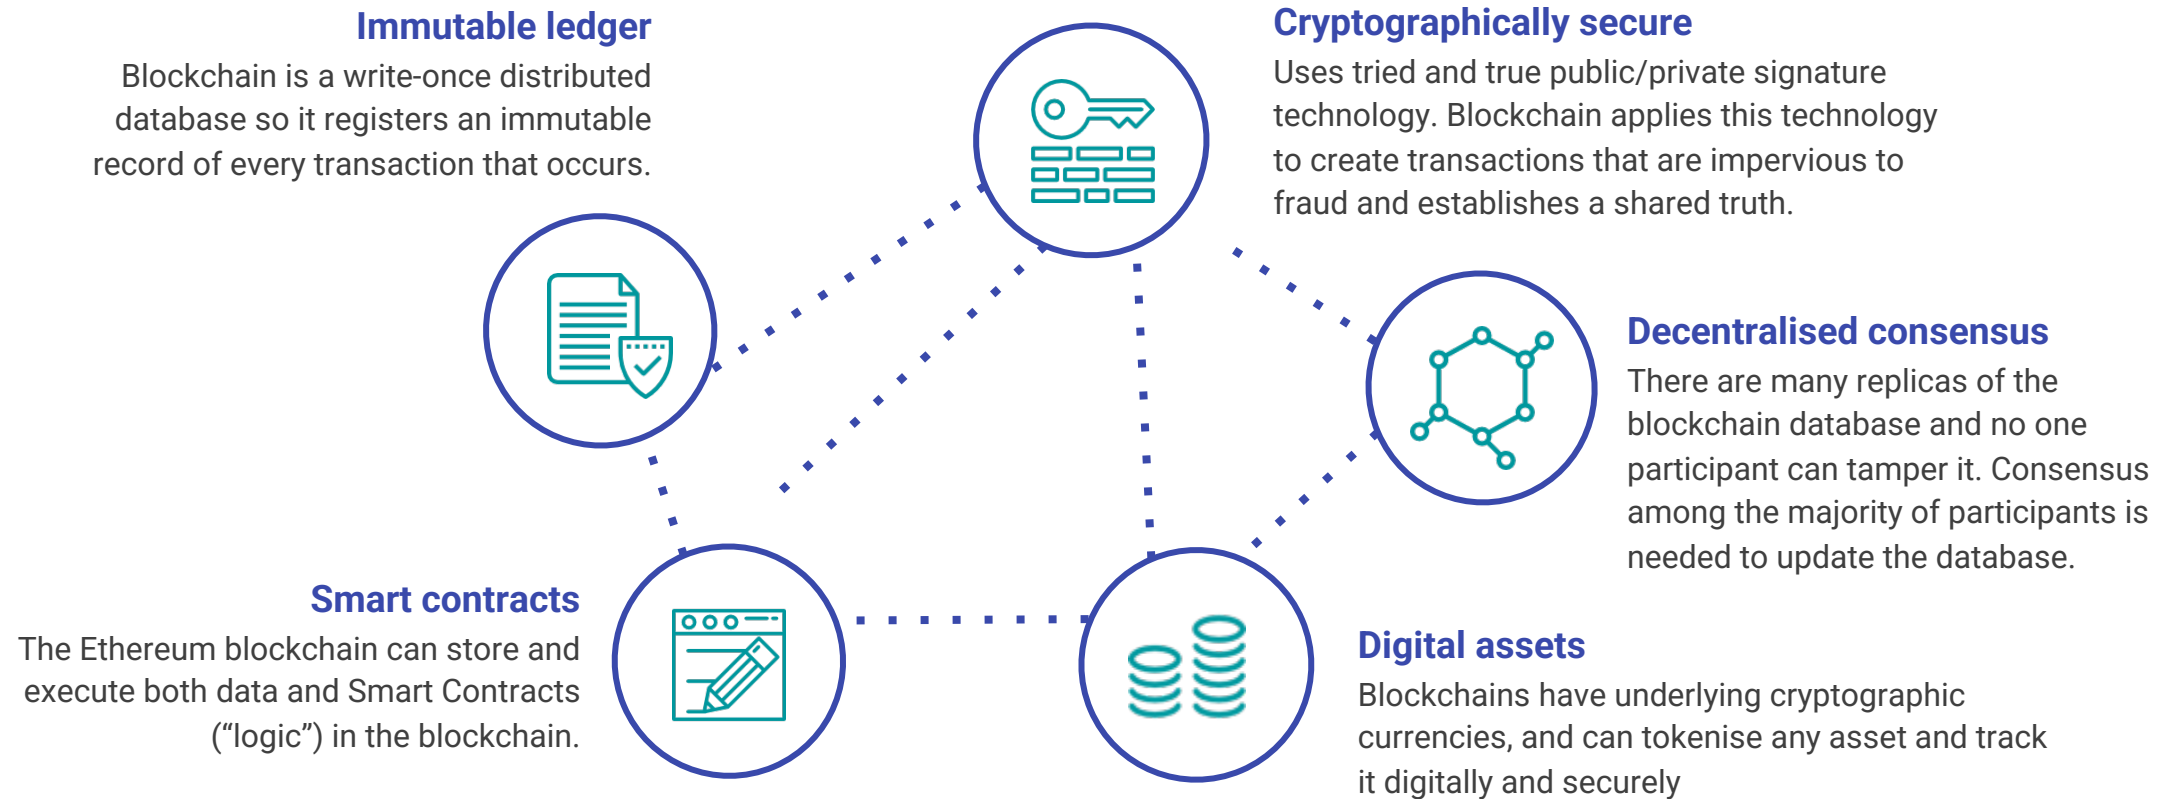 Immutable ledger
Blockchain is a write-once distributed
database so it registers an immutable
record of every transaction that occurs.
Cryptographically secure
Uses tried and true public/private signature
technology. Blockchain applies this technology
to create transactions that are impervious to
fraud and establishes a shared truth.
Decentralised consensus
There are many replicas of the
blockchain database and no one
participant can tamper it. Consensus
among the majority of participants is
needed to update the database.
Smart contracts
The Ethereum blockchain can store and
execute both data and Smart Contracts
(“logic”) in the blockchain.
Digital assets
Blockchains have underlying cryptographic
currencies, and can tokenise any asset and track
it digitally and securely